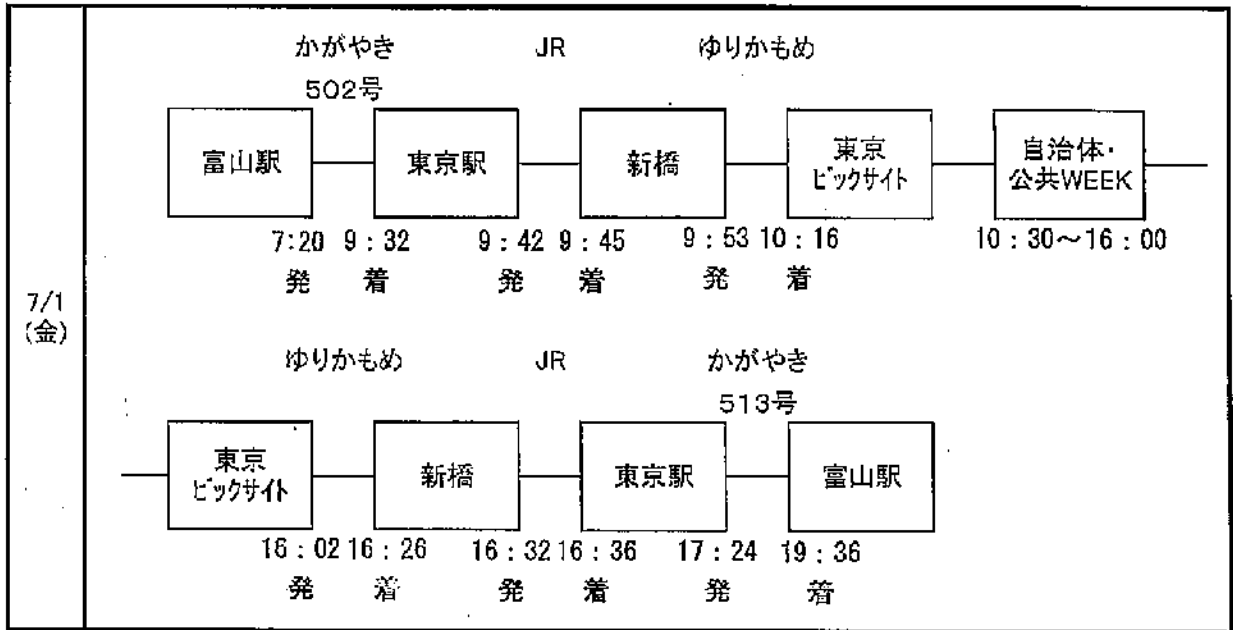 7/1
(金)
かがやき JR ゆりかもめ
502号
富山駅 東京駅 新橋 東京 自治体・
ビックサイト 公共WEEK
7:20 9:32 9:42 9:45 9:53 10:16 10:30～16:00
発 着 発 着 発 着
ゆりかもめ JR かがやき
513号
東京 新橋 東京駅 富山駅
ビックサイト
16:02 16:26 16:32 16:36 17:24 19:36
発 着 発 着 発 着